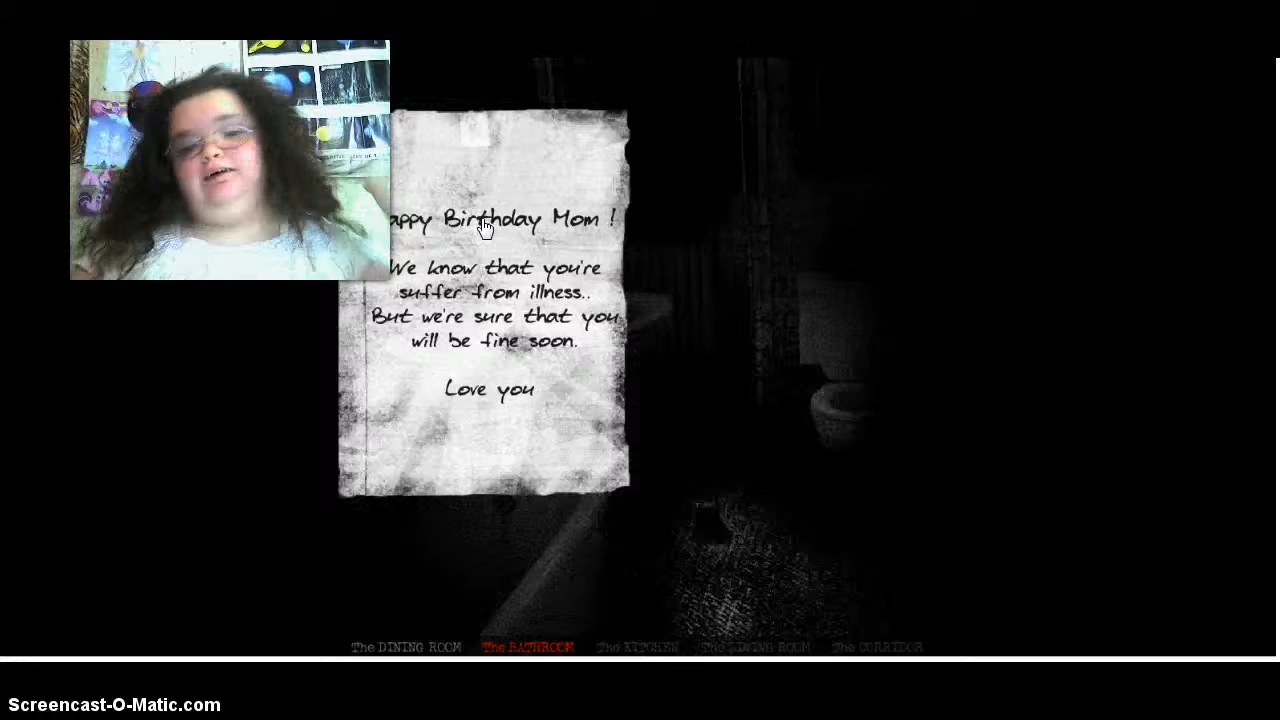 appy Birthday Mom !
We know that you're
suffer from illness..
But we're sure that you
will be fine soon.
Love you
The DINING ROOM The BATHROOM The KITCHEN The LIVING ROOM The CORRIDOR
Screencast-O-Matic.com